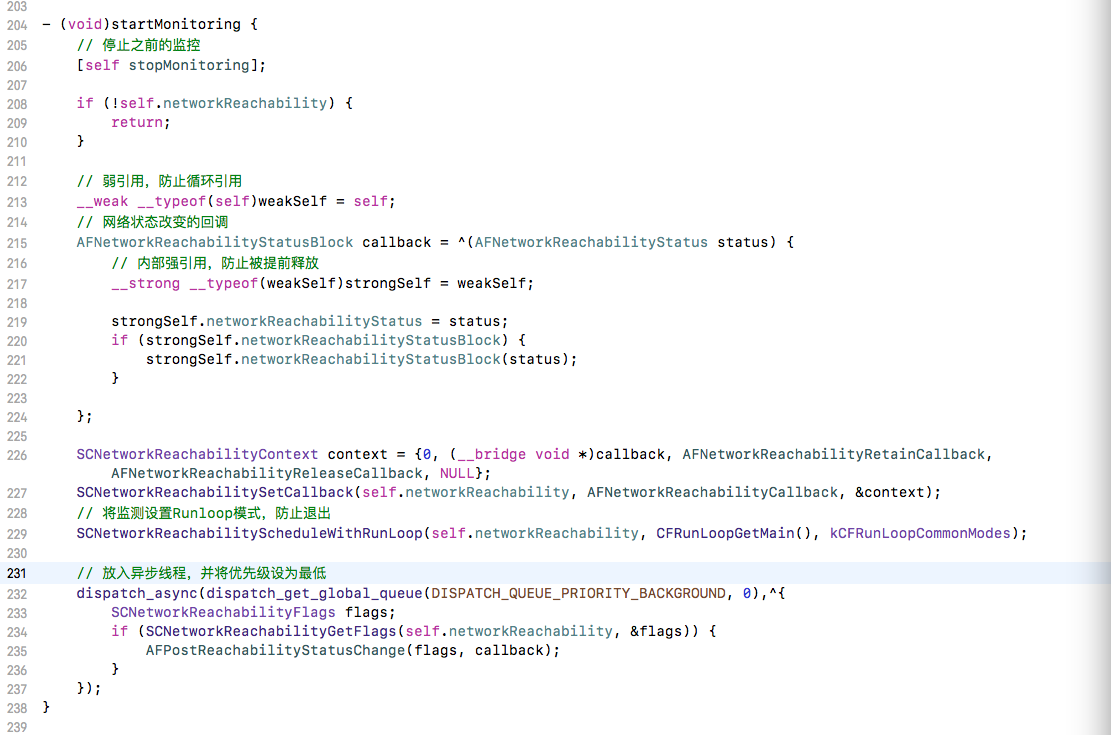 203
204 - (void)startMonitoring {
205     // 停止之前的监控
206     [self stopMonitoring];
207
208     if (!self.networkReachability) {
209         return;
210     }
211
212     // 弱引用，防止循环引用
213     __weak __typeof(self)weakSelf = self;
214     // 网络状态改变的回调
215     AFNetworkReachabilityStatusBlock callback = ^(AFNetworkReachabilityStatus status) {
216         // 内部强引用，防止被提前释放
217         __strong __typeof(weakSelf)strongSelf = weakSelf;
218
219         strongSelf.networkReachabilityStatus = status;
220         if (strongSelf.networkReachabilityStatusBlock) {
221             strongSelf.networkReachabilityStatusBlock(status);
222         }
223
224     };
225
226     SCNetworkReachabilityContext context = {0, (__bridge void *)callback, AFNetworkReachabilityRetainCallback,
        AFNetworkReachabilityReleaseCallback, NULL};
227     SCNetworkReachabilitySetCallback(self.networkReachability, AFNetworkReachabilityCallback, &context);
228     // 将监测设置Runloop模式，防止退出
229     SCNetworkReachabilityScheduleWithRunLoop(self.networkReachability, CFRunLoopGetMain(), kCFRunLoopCommonModes);
230
231     // 放入异步线程，并将优先级设为最低
232     dispatch_async(dispatch_get_global_queue(DISPATCH_QUEUE_PRIORITY_BACKGROUND, 0),^{
233         SCNetworkReachabilityFlags flags;
234         if (SCNetworkReachabilityGetFlags(self.networkReachability, &flags)) {
235             AFPostReachabilityStatusChange(flags, callback);
236         }
237     });
238 }
239